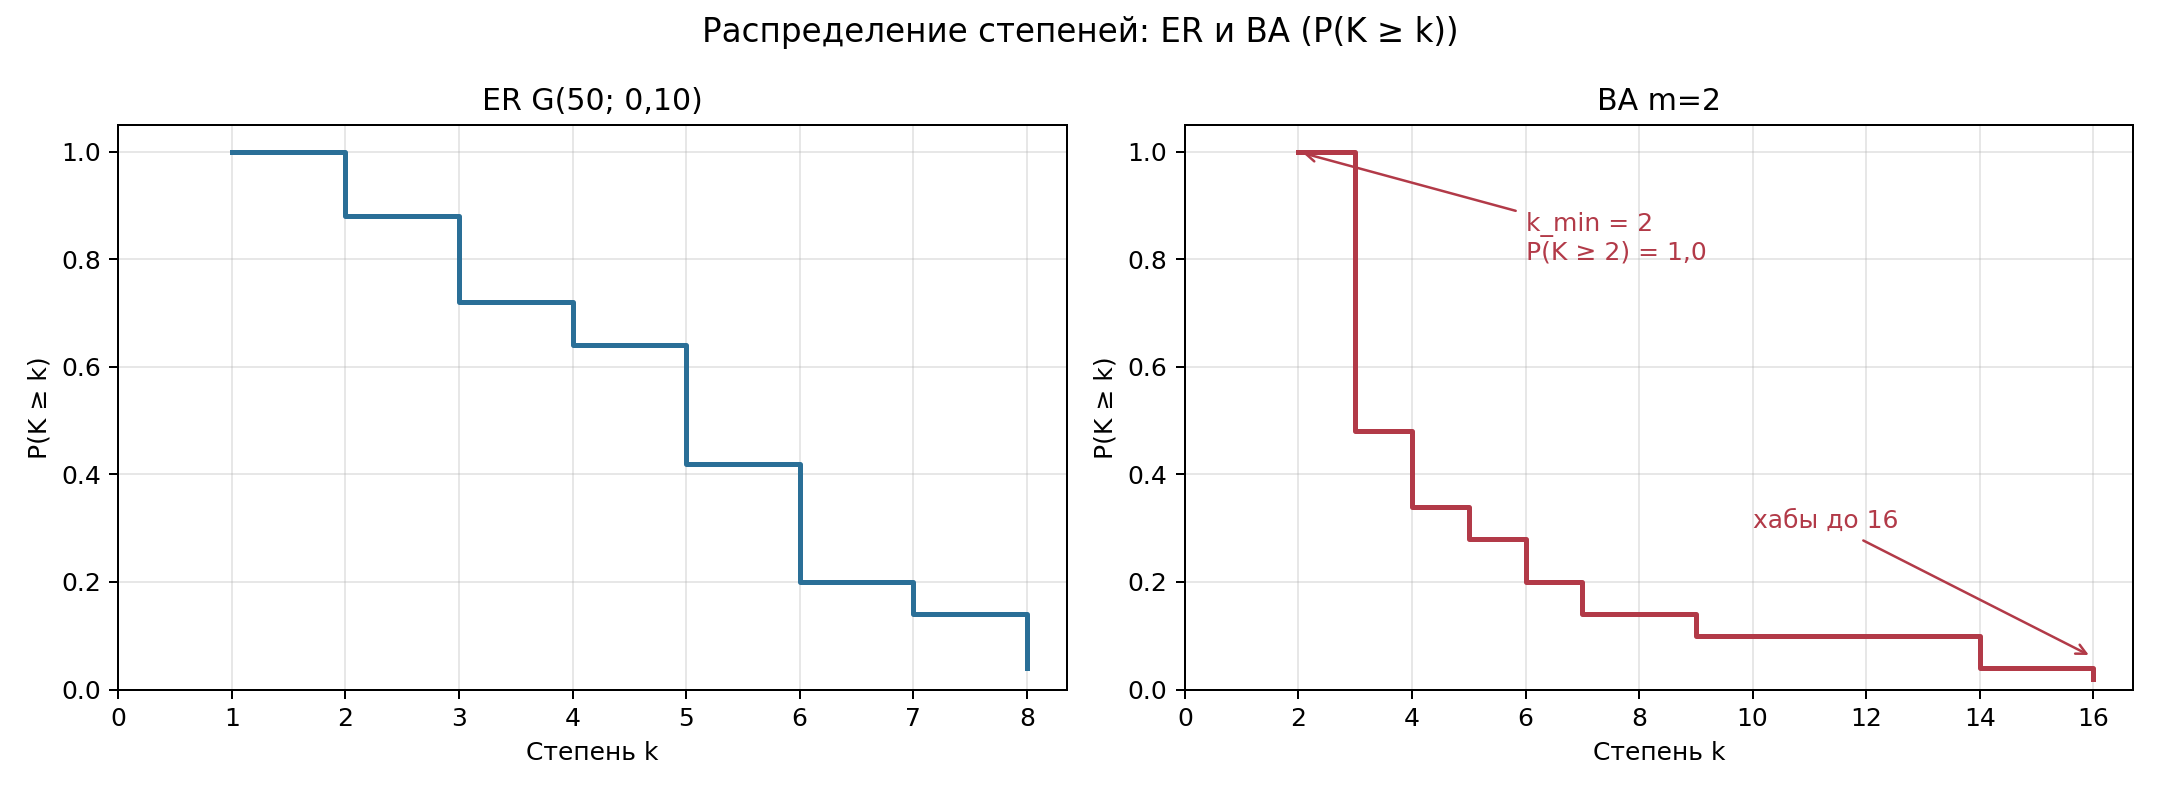 Распределение степеней: ER и BA (P(K ≥ k))
ER G(50; 0,10)
P(K ≥ k)
1.0
0.8
0.6
0.4
0.2
0.0
0 1 2 3 4 5 6 7 8
Степень k
BA m=2
P(K ≥ k)
1.0
0.8
0.6
0.4
0.2
0.0
k_min = 2
P(K ≥ 2) = 1,0
хабы до 16
0 2 4 6 8 10 12 14 16
Степень k